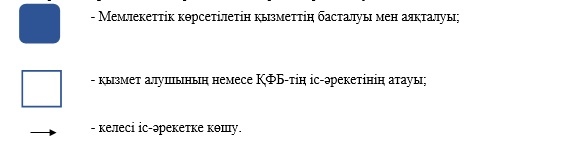 - Мемлекеттік көрсетілетін қызметтің басталуы мен аяқталуы;
- қызмет алушының немесе ҚФБ-тің іс-әрекетінің атауы;
- келесі іс-әрекетке көшу.